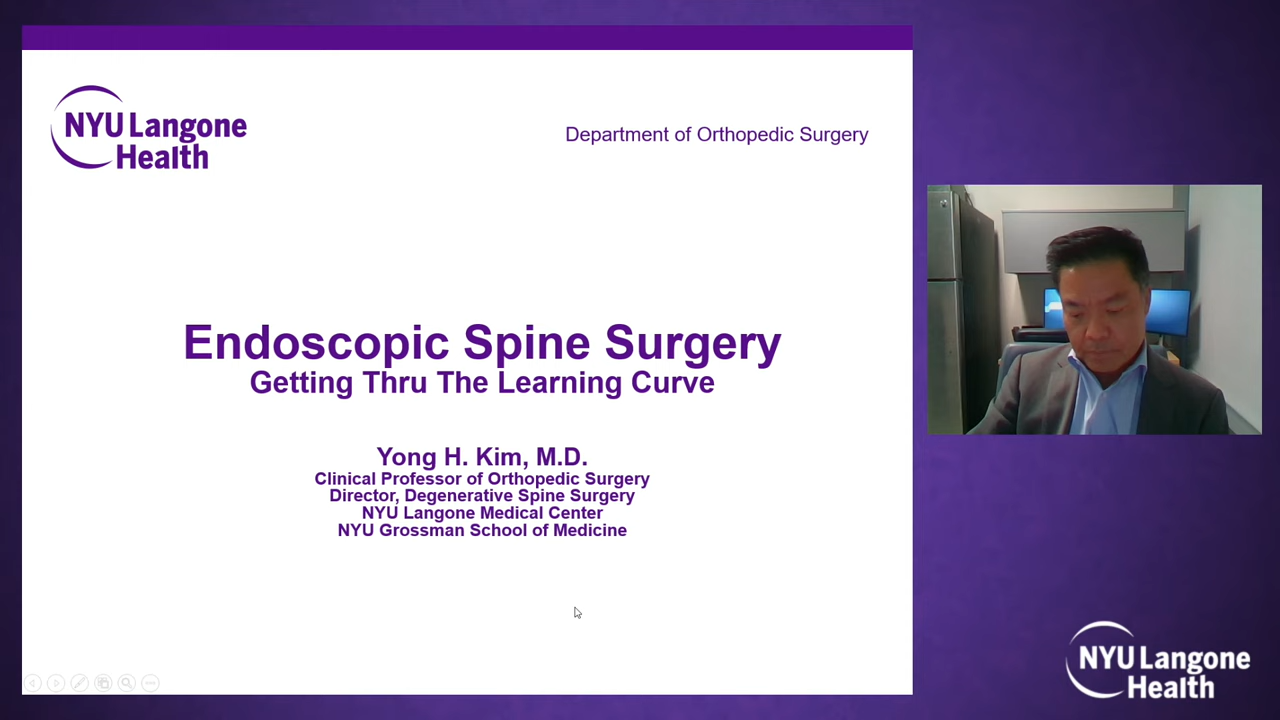 NYU Langone
Health
Department of Orthopedic Surgery
Endoscopic Spine Surgery
Getting Thru The Learning Curve
Yong H. Kim, M.D.
Clinical Professor of Orthopedic Surgery
Director, Degenerative Spine Surgery
NYU Langone Medical Center
NYU Grossman School of Medicine
NYU Langone
Health